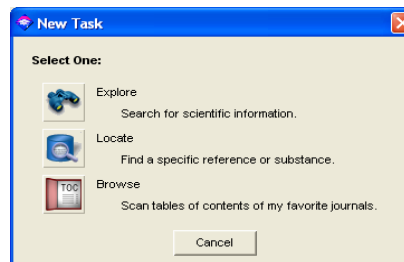 New Task
Select One:
Explore
Search for scientific information.
Locate
Find a specific reference or substance.
TOC
Browse
Scan tables of contents of my favorite journals.
Cancel